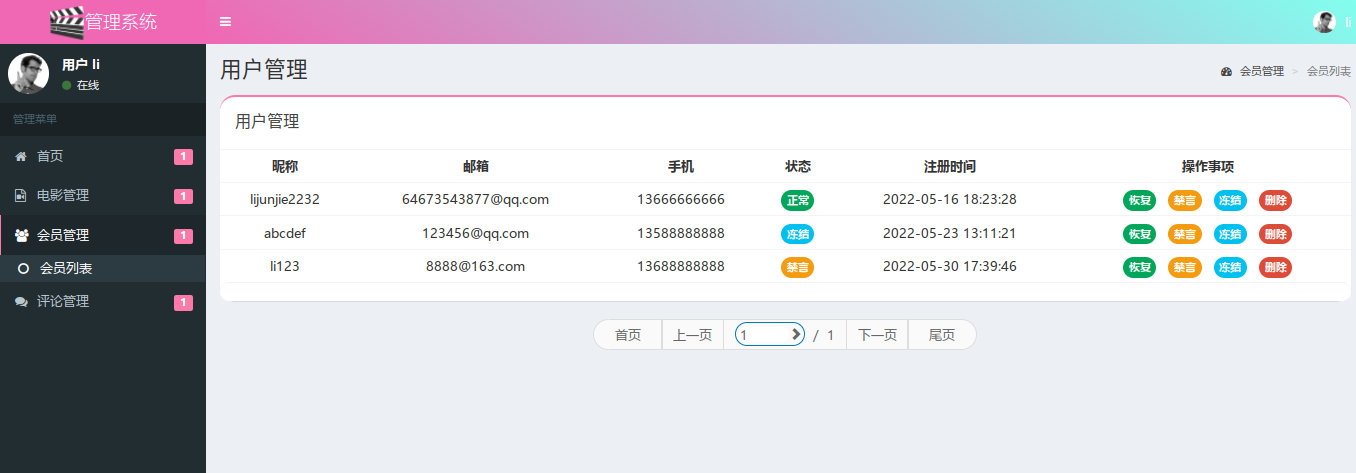 管理系统
li
用户 li
在线
管理菜单
首页 1
电影管理 1
会员管理 1
会员列表
评论管理 1
用户管理
会员管理 > 会员列表
用户管理
昵称 邮箱 手机 状态 注册时间 操作事项
lijunjie2232 64673543877@qq.com 13666666666 正常 2022-05-16 18:23:28 恢复 禁言 冻结 删除
abcdef 123456@qq.com 13588888888 冻结 2022-05-23 13:11:21 恢复 禁言 冻结 删除
li123 8888@163.com 13688888888 禁言 2022-05-30 17:39:46 恢复 禁言 冻结 删除
首页 上一页 1 / 1 下一页 尾页